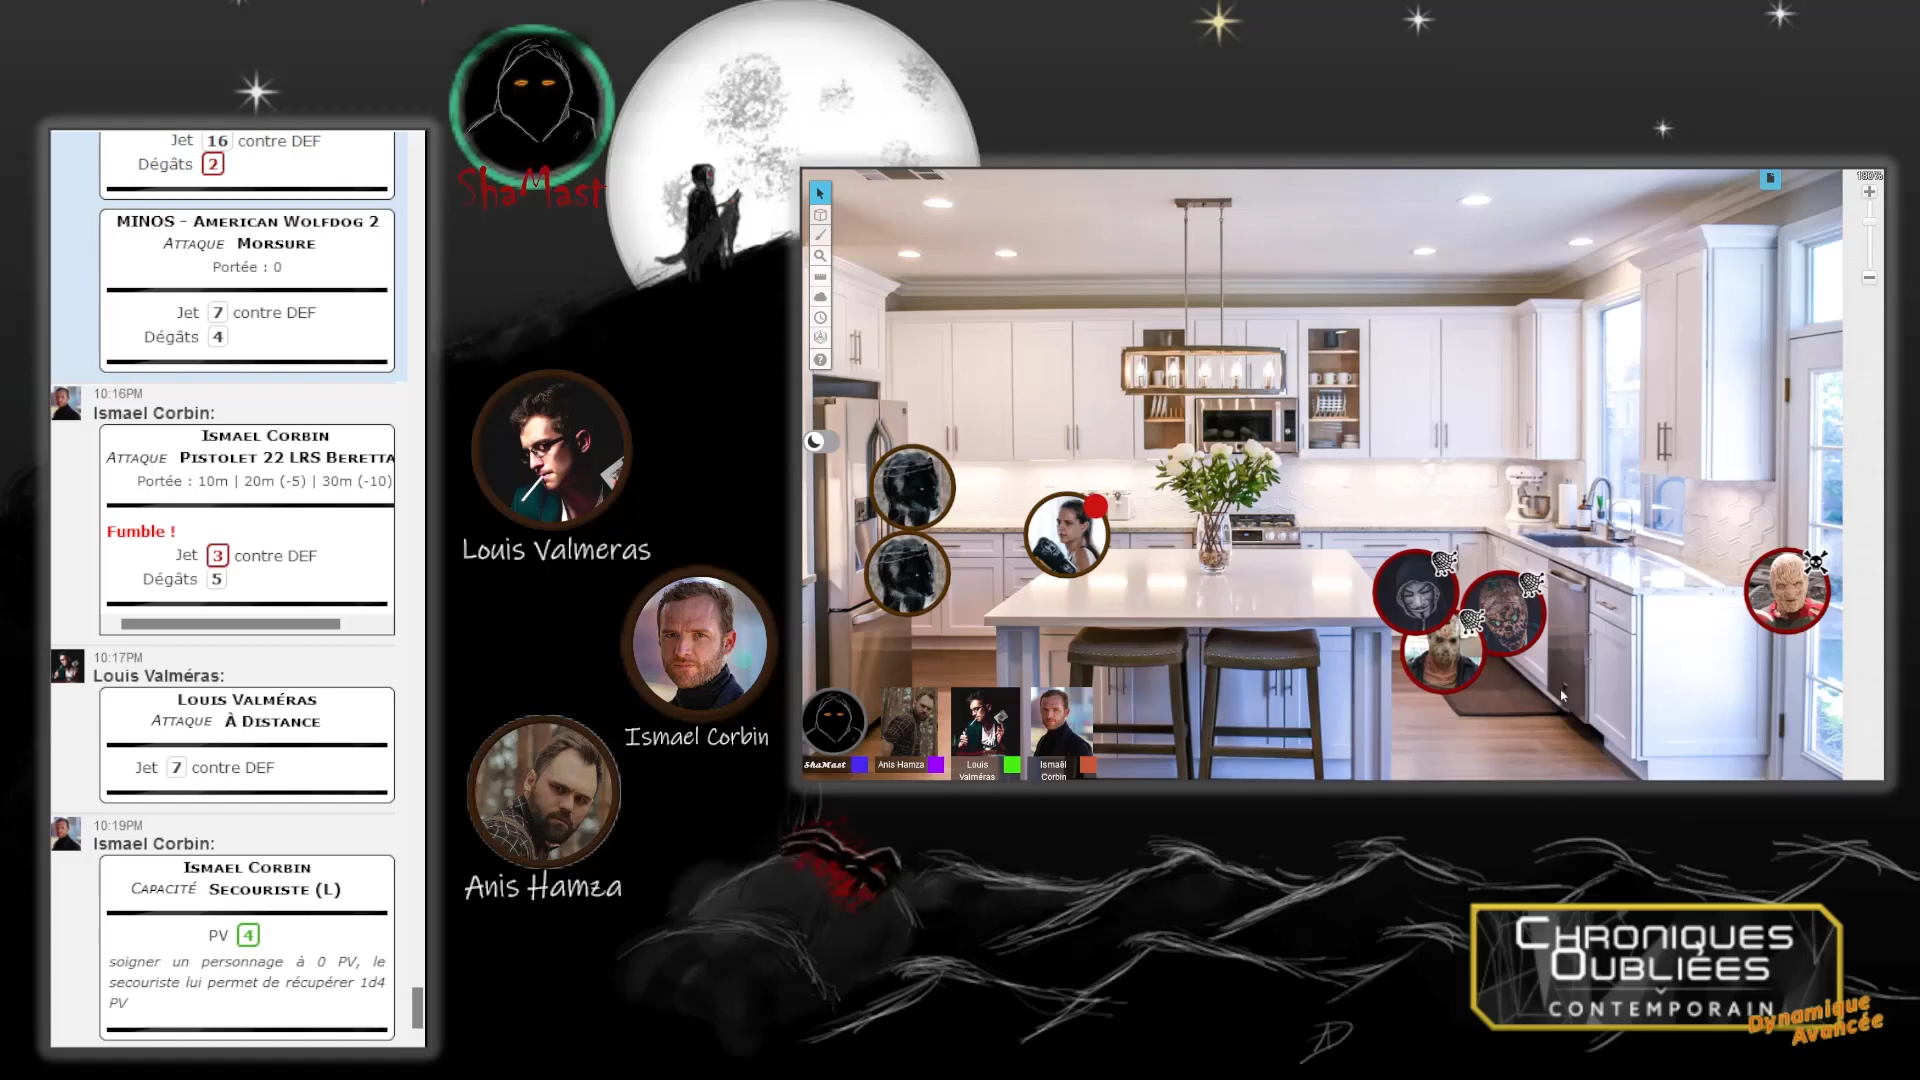 Jet 16 contre DEF
Dégâts 2
MINOS - American Wolfdog 2
Attaque Morsure
Portée : 0
Jet 7 contre DEF
Dégâts 4
10:16PM
Ismael Corbin:
Ismael Corbin
Attaque Pistolet 22 LRS Beretta
Portée : 10m | 20m (-5) | 30m (-10)
Fumble !
Jet 3 contre DEF
Dégâts 5
10:17PM
Louis Valméras:
Louis Valméras
Attaque À Distance
Jet 7 contre DEF
10:19PM
Ismael Corbin:
Ismael Corbin
Capacité Secouriste (L)
PV 4
soigner un personnage à 0 PV, le
secouriste lui permet de récupérer 1d4
PV
ShaMast
Louis Valmeras
Ismael Corbin
Anis Hamza
180%
ShaMast
Anis Hamza
Louis
Valméras
Ismaël
Corbin
Chroniques
Oubliées
CONTEMPORAIN
Dynamique
Avancée